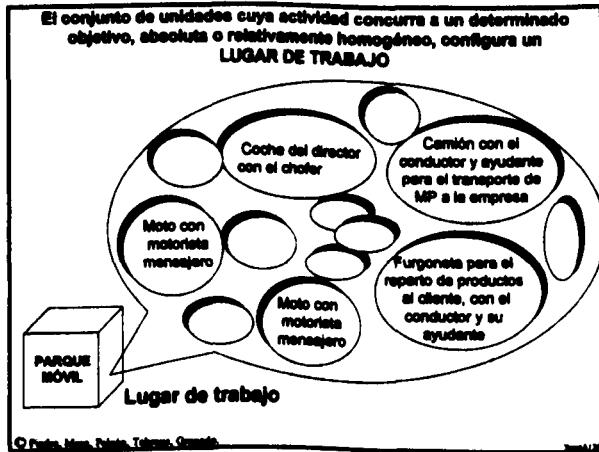 El conjunto de unidades cuya actividad concurre a un determinado
objetivo, absoluta o relativamente homogéneo, configura un
LUGAR DE TRABAJO
Coche del director
con el chofer
Camión con el
conductor y ayudante
para el transporte de
MP a la empresa
Moto con
motorista
mensajero
Furgoneta para el
reparto de productos
al cliente, con el
conductor y su
ayudante
Moto con
motorista
mensajero
PARQUE
MÓVIL
Lugar de trabajo
©